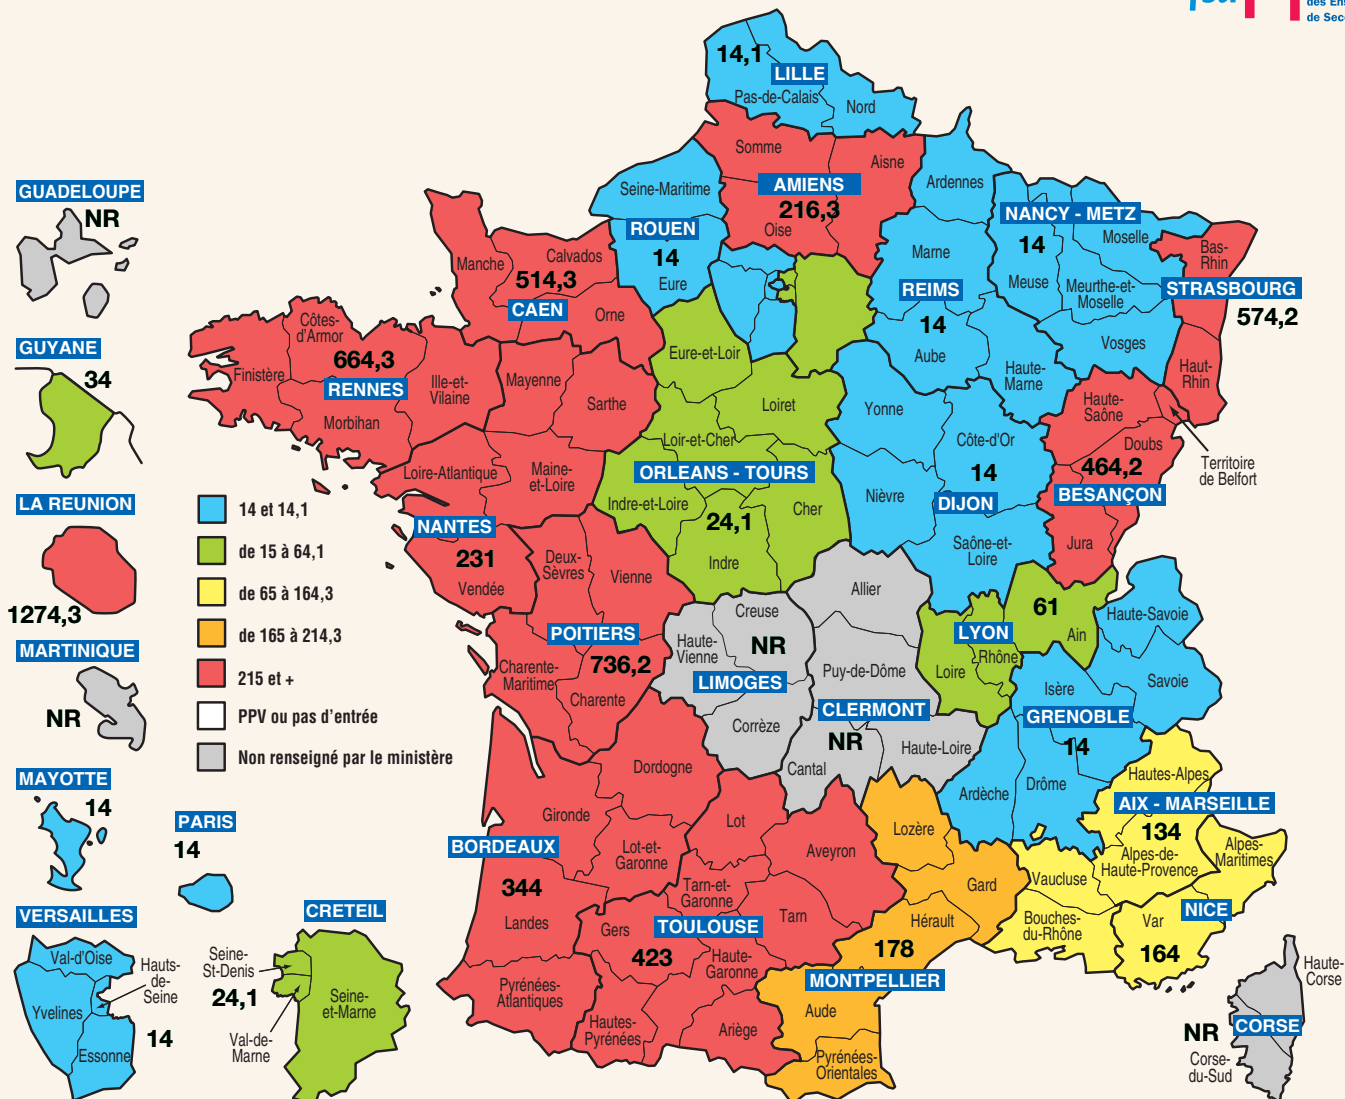 des Ens
de Seco
14,1
LILLE
Pas-de-Calais
Nord
Somme
Aisne
AMIENS
216,3
Oise
Seine-Maritime
ROUEN
14
Eure
Ardennes
Marne
REIMS
14
Aube
Haute-
Marne
NANCY - METZ
14
Moselle
Meuse
Meurthe-et-
Moselle
Vosges
Bas-
Rhin
STRASBOURG
574,2
Haut-
Rhin
GUADELOUPE
NR
GUYANE
34
LA REUNION
1274,3
MARTINIQUE
NR
MAYOTTE
14
PARIS
14
VERSAILLES
Val-d'Oise
Hauts-
de-
Seine
Yvelines
Essonne
14
CRETEIL
Seine-
St-Denis
24,1
Val-de-
Marne
Seine-
et-Marne
Manche
Calvados
514,3
CAEN
Orne
Côtes-
d'Armor
664,3
Finistère
RENNES
Ille-et-
Vilaine
Morbihan
Mayenne
Sarthe
Loire-Atlantique
Maine-
et-Loire
NANTES
231
Vendée
Eure-et-Loir
Loiret
Loir-et-Cher
ORLEANS - TOURS
Indre-et-Loire
24,1
Cher
Indre
Yonne
Côte-d'Or
14
Nièvre
DIJON
Saône-et-
Loire
Haute-
Saône
Doubs
464,2
BESANÇON
Jura
Territoire
de Belfort
14 et 14,1
de 15 à 64,1
de 65 à 164,3
de 165 à 214,3
215 et +
PPV ou pas d'entrée
Non renseigné par le ministère
Deux-
Sèvres
Vienne
POITIERS
736,2
Charente-
Maritime
Charente
Creuse
Haute-
Vienne
NR
LIMOGES
Corrèze
Allier
Puy-de-Dôme
CLERMONT
NR
Haute-Loire
Cantal
61
Ain
LYON
Rhône
Loire
Haute-Savoie
Savoie
Isère
GRENOBLE
14
Drôme
Ardèche
Dordogne
Gironde
BORDEAUX
344
Lot-et-
Garonne
Landes
Pyrénées-
Atlantiques
Lot
Aveyron
Tarn-et-
Garonne
Tarn
Gers
TOULOUSE
423
Haute-
Garonne
Hautes-
Pyrénées
Ariège
Lozère
Gard
Hérault
178
MONTPELLIER
Aude
Pyrénées-
Orientales
Hautes-Alpes
AIX - MARSEILLE
134
Alpes-de-
Haute-Provence
Vaucluse
Bouches-
du-Rhône
Alpes-
Maritimes
Var
NICE
164
Haute-
Corse
NR
CORSE
Corse-
du-Sud